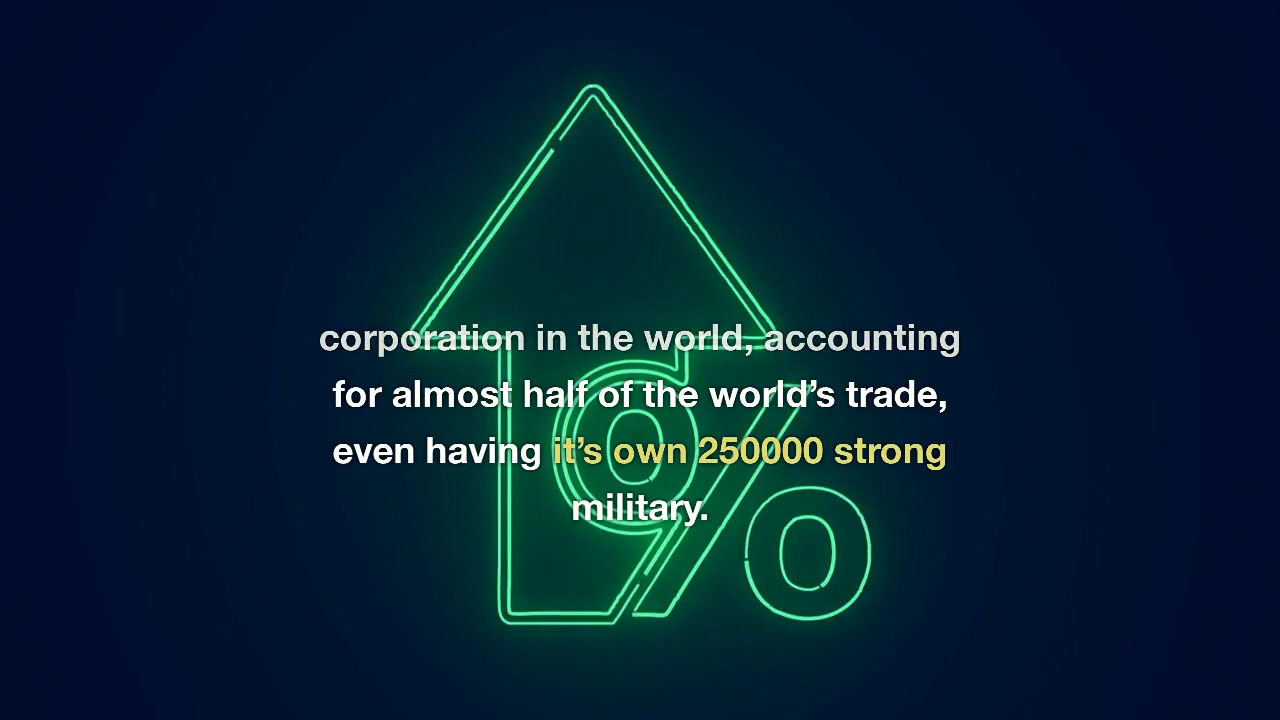 corporation in the world, accounting
for almost half of the world’s trade,
even having it’s own 250000 strong
military.
%